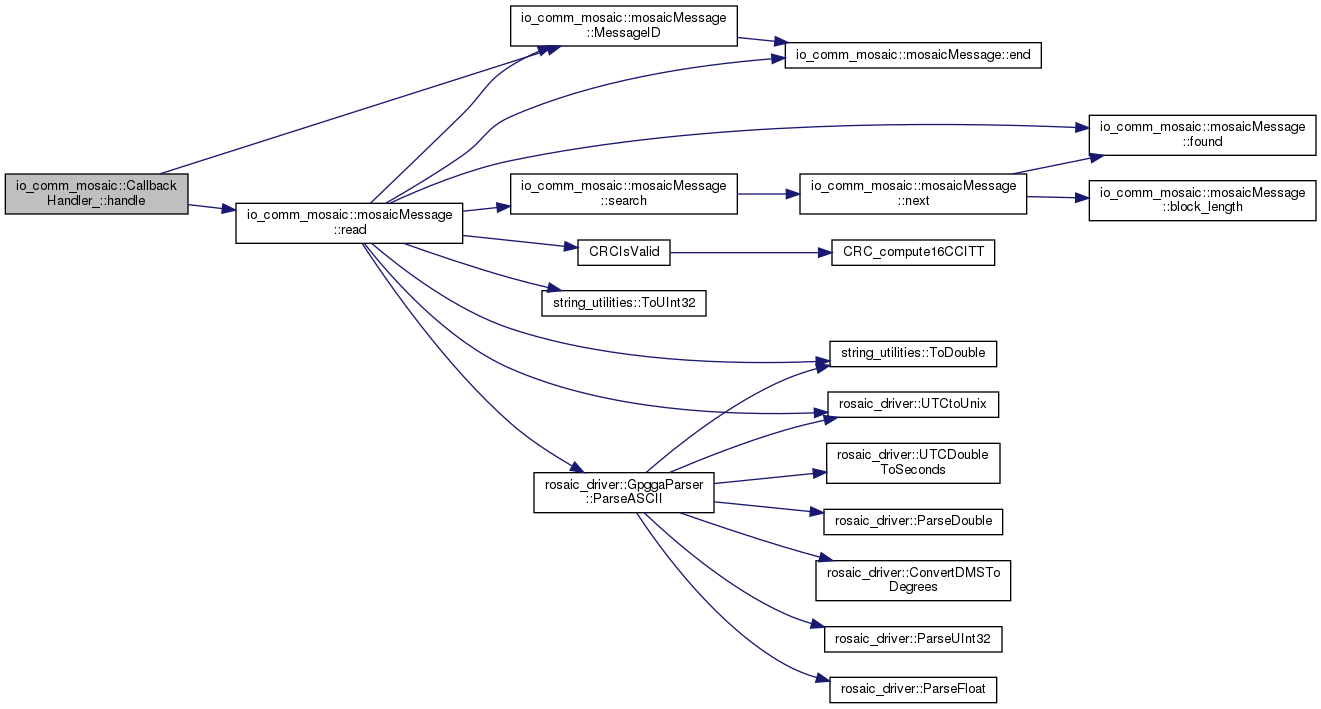 io_comm_mosaic::mosaicMessage
::MessageID
io_comm_mosaic::mosaicMessage::end
io_comm_mosaic::mosaicMessage
::found
io_comm_mosaic::Callback
Handler_::handle
io_comm_mosaic::mosaicMessage
::search
io_comm_mosaic::mosaicMessage
::next
io_comm_mosaic::mosaicMessage
::block_length
io_comm_mosaic::mosaicMessage
::read
CRCIsValid
CRC_compute16CCITT
string_utilities::ToUInt32
string_utilities::ToDouble
rosaic_driver::UTCtoUnix
rosaic_driver::UTCDouble
ToSeconds
rosaic_driver::GpggaParser
::ParseASCII
rosaic_driver::ParseDouble
rosaic_driver::ConvertDMSTo
Degrees
rosaic_driver::ParseUInt32
rosaic_driver::ParseFloat